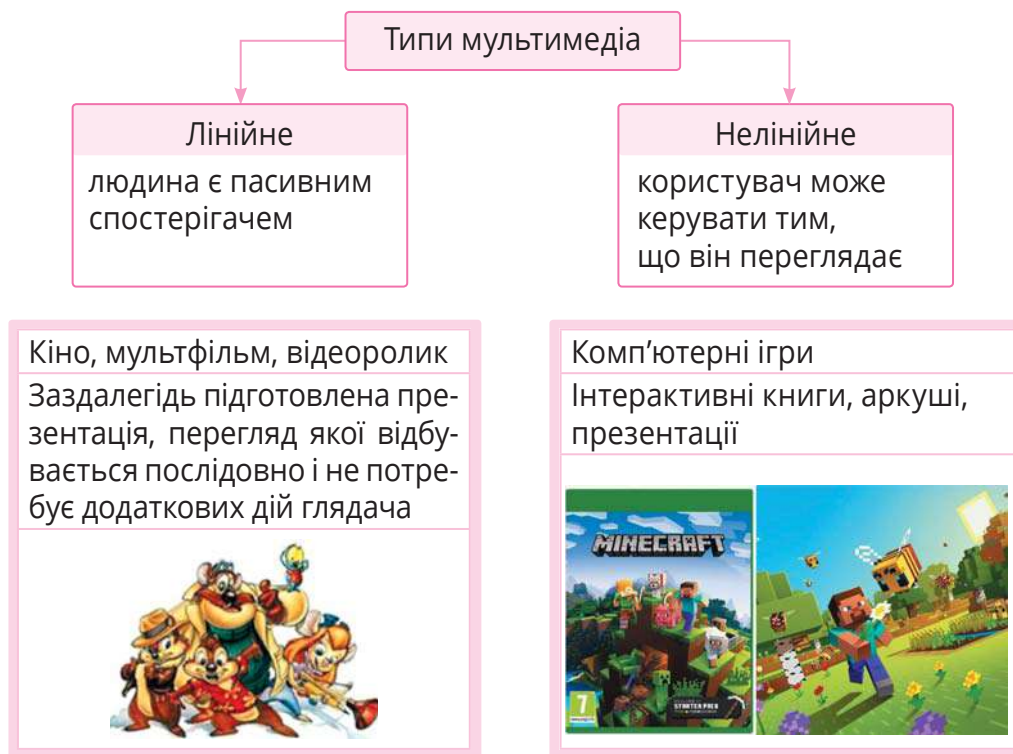 Типи мультимедіа
Лінійне
людина є пасивним
спостерігачем
Нелінійне
користувач може
керувати тим,
що він переглядає
Кіно, мультфільм, відеоролик
Заздалегідь підготовлена пре-
зентація, перегляд якої відбу-
вається послідовно і не потре-
бує додаткових дій глядача
Комп'ютерні ігри
Інтерактивні книги, аркуші,
презентації
MINECRAFT
7
STARTER PACK